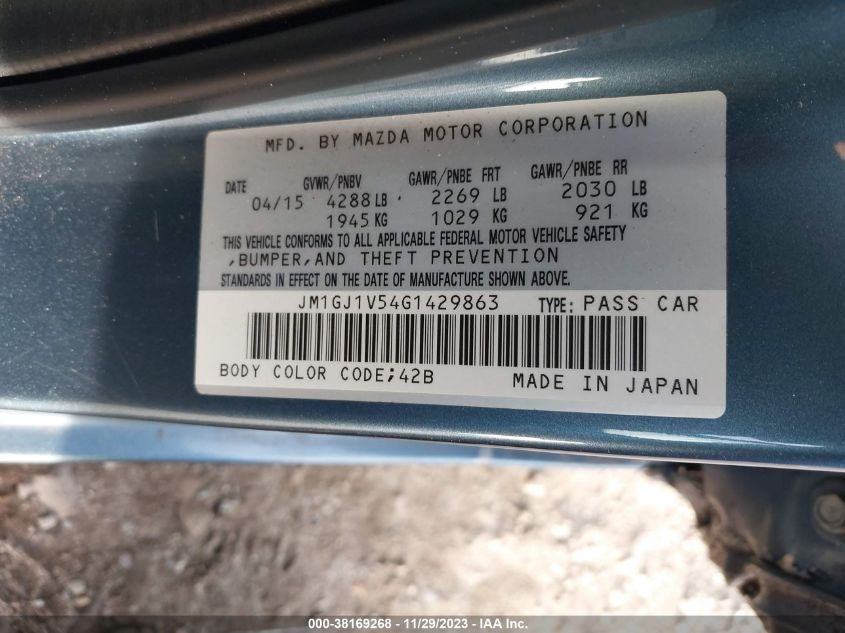 MFD. BY MAZDA MOTOR CORPORATION
DATE GVWR/PNBV GAWR/PNBE FRT GAWR/PNBE RR
04/15 4288 LB 2269 LB 2030 LB
1945 KG 1029 KG 921 KG
THIS VEHICLE CONFORMS TO ALL APPLICABLE FEDERAL MOTOR VEHICLE SAFETY
,BUMPER,AND THEFT PREVENTION
STANDARDS IN EFFECT ON THE DATE OF MANUFACTURE SHOWN ABOVE.
JM1GJ1V54G1429863 TYPE: PASS CAR
BODY COLOR CODE;42B MADE IN JAPAN
000-38169268 - 11/29/2023 - IAA Inc.